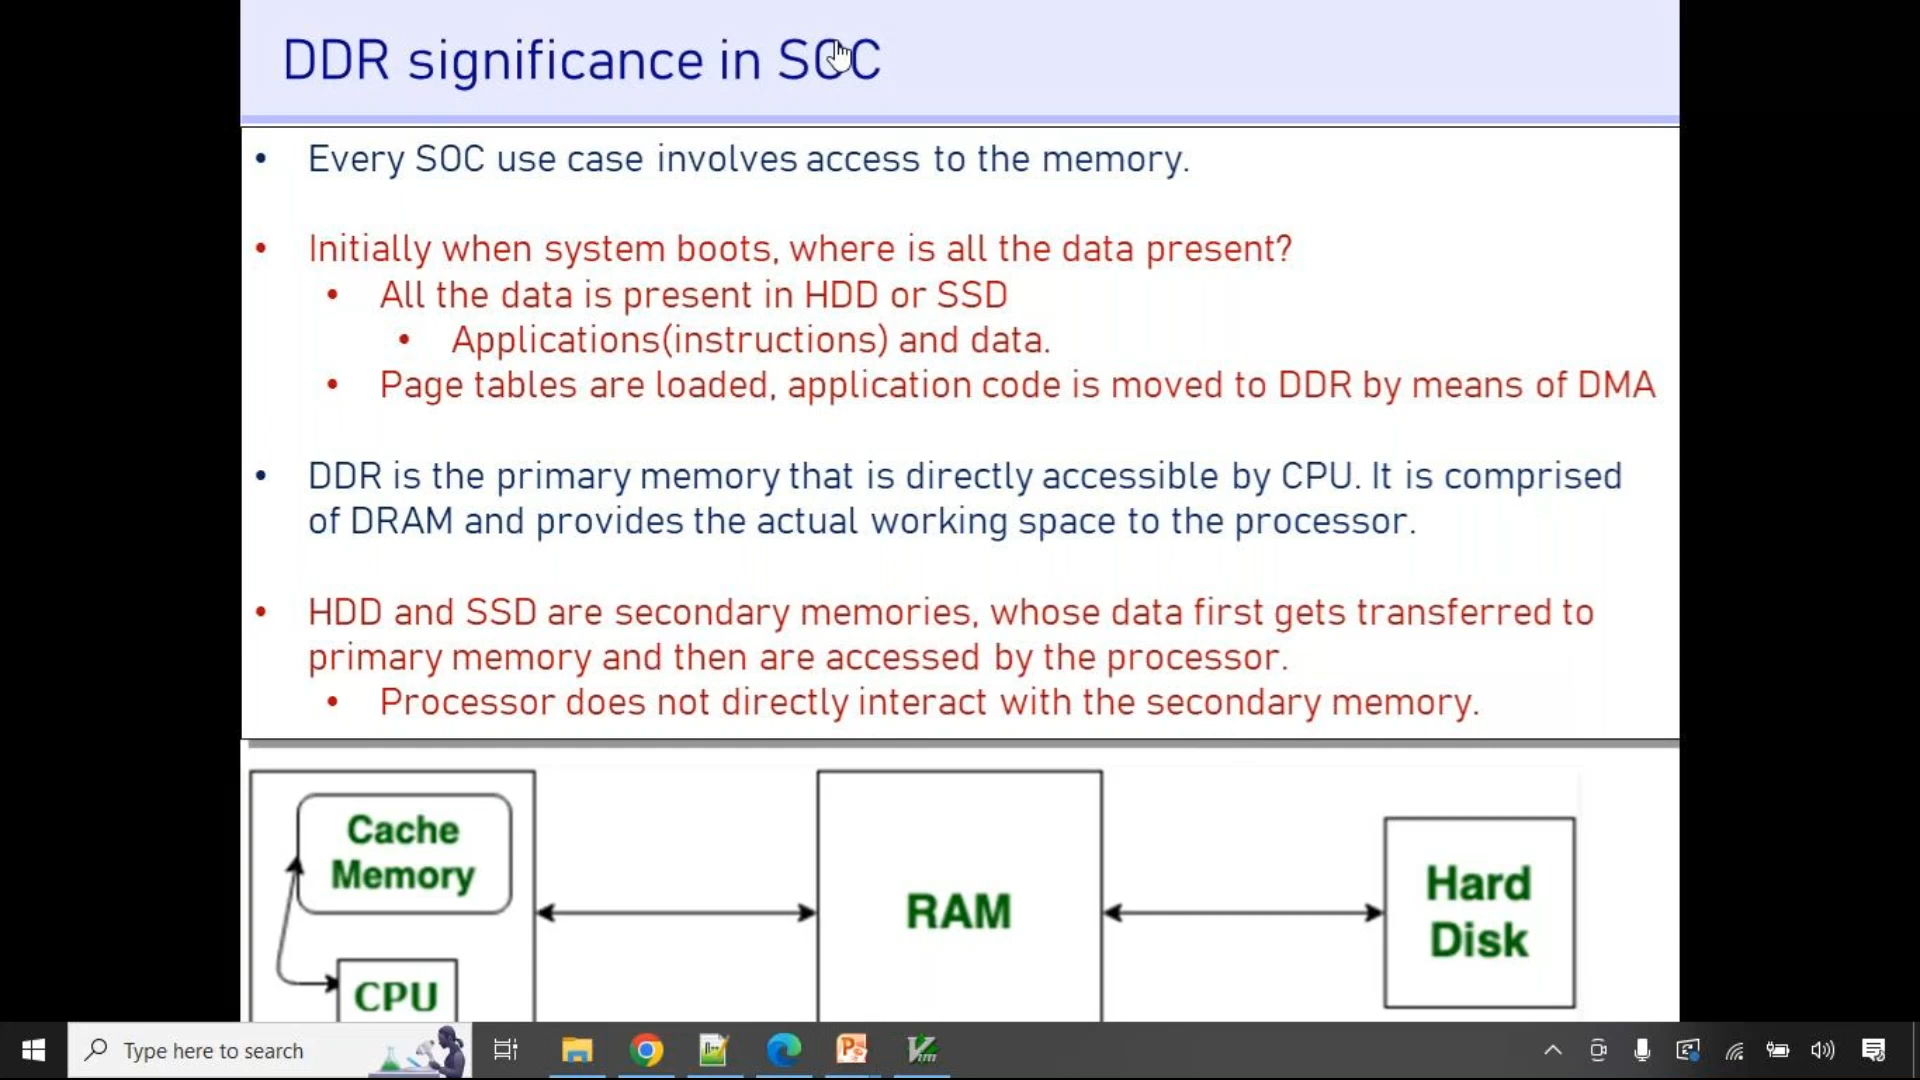 DDR significance in SOC
• Every SOC use case involves access to the memory.
• Initially when system boots, where is all the data present?
• All the data is present in HDD or SSD
• Applications(instructions) and data.
• Page tables are loaded, application code is moved to DDR by means of DMA
• DDR is the primary memory that is directly accessible by CPU. It is comprised
of DRAM and provides the actual working space to the processor.
• HDD and SSD are secondary memories, whose data first gets transferred to
primary memory and then are accessed by the processor.
• Processor does not directly interact with the secondary memory.
Cache
Memory
CPU
RAM
Hard
Disk
Type here to search